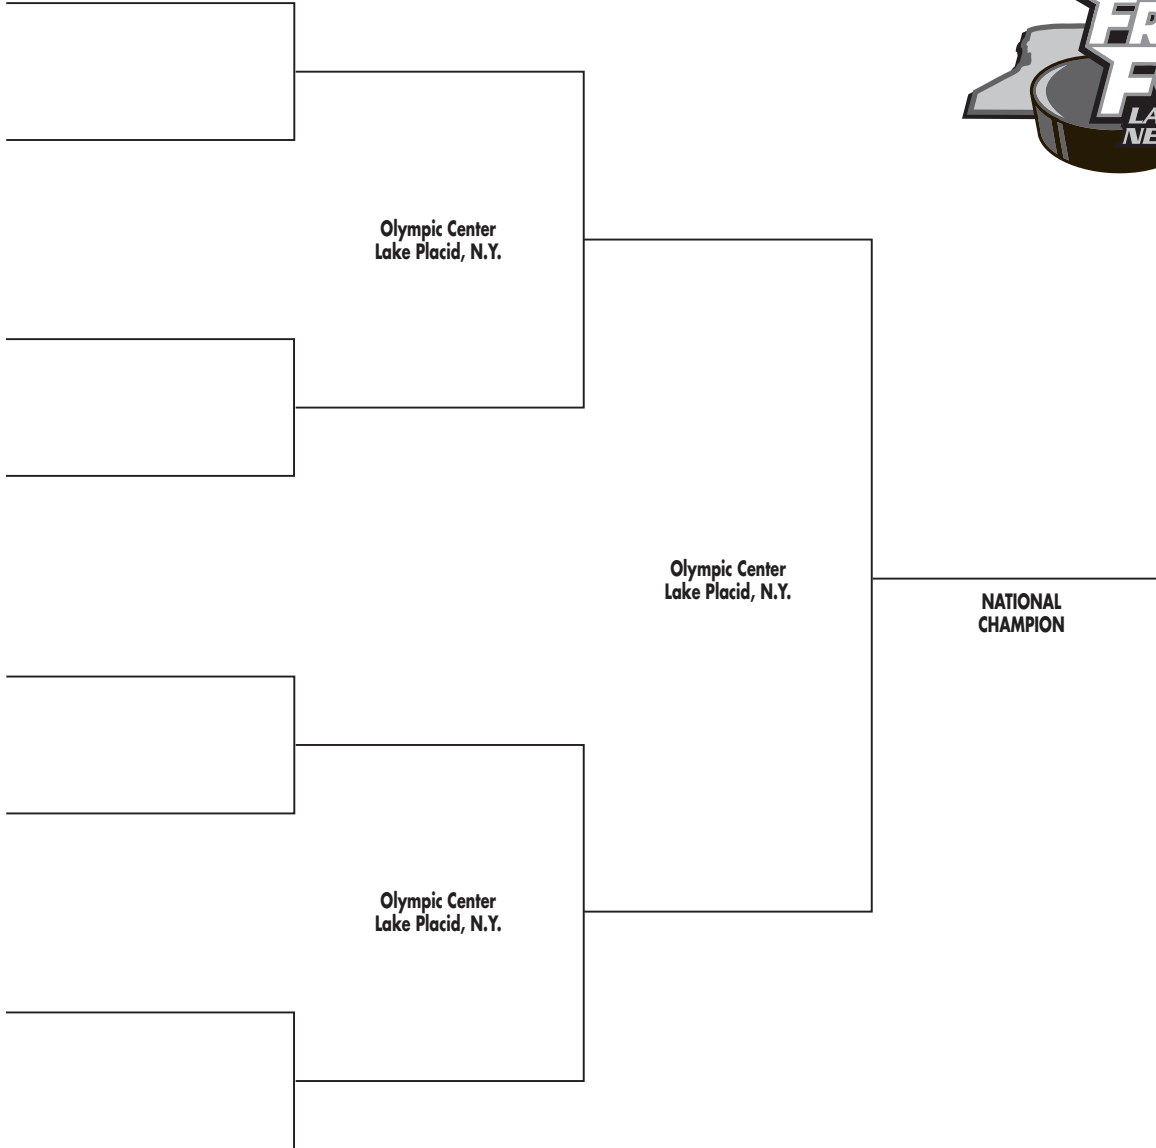 Olympic Center
Lake Placid, N.Y.
Olympic Center
Lake Placid, N.Y.
NATIONAL
CHAMPION
Olympic Center
Lake Placid, N.Y.